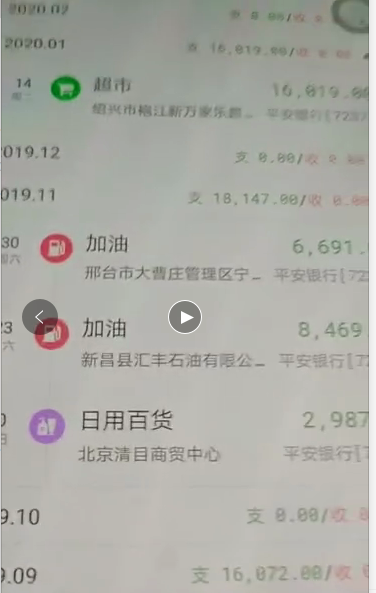 2020.02 支 0.00/收 0
2020.01 支 16,019.00/收 0.00
14 超市 16,019.00
周二 绍兴市稽江新万家乐超… 平安银行[7237
019.12 支 0.00/收 0.00
019.11 支 18,147.00/收 0.00
30 加油 6,691.
周六 邢台市大曹庄管理区宁… 平安银行[72
23 加油 8,469
六 新昌县汇丰石油有限公… 平安银行[7
0 日用百货 2,987
日 北京清目商贸中心 平安银行[
9.10 支 0.00/收 0
9.09 支 16,072.00/收